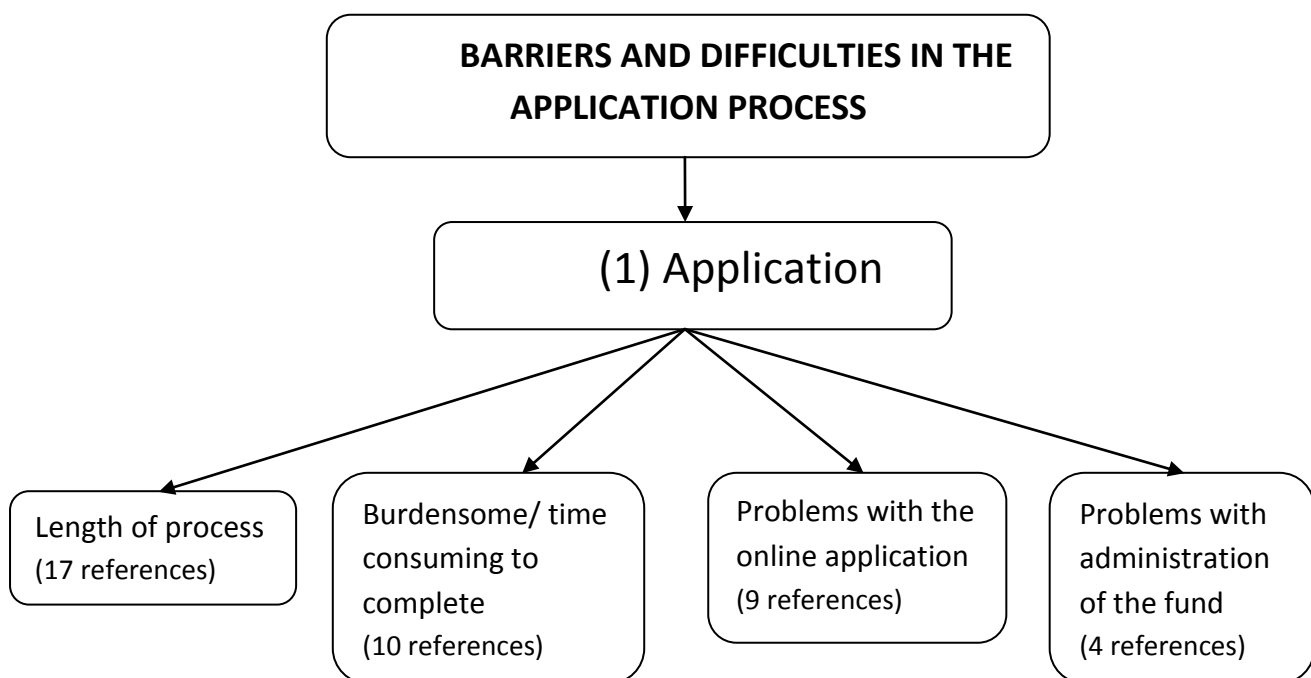 BARRIERS AND DIFFICULTIES IN THE
APPLICATION PROCESS
(1) Application
Length of process
(17 references)
Burdensome/ time
consuming to
complete
(10 references)
Problems with the
online application
(9 references)
Problems with
administration
of the fund
(4 references)